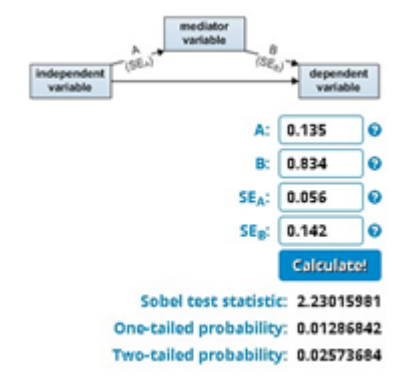 mediator
variable
A
(SEA)
B
(SEB)
independent
variable
dependent
variable
A: 0.135 ?
B: 0.834 ?
SEA: 0.056 ?
SEB: 0.142 ?
Calculate!
Sobel test statistic: 2.23015981
One-tailed probability: 0.01286842
Two-tailed probability: 0.02573684